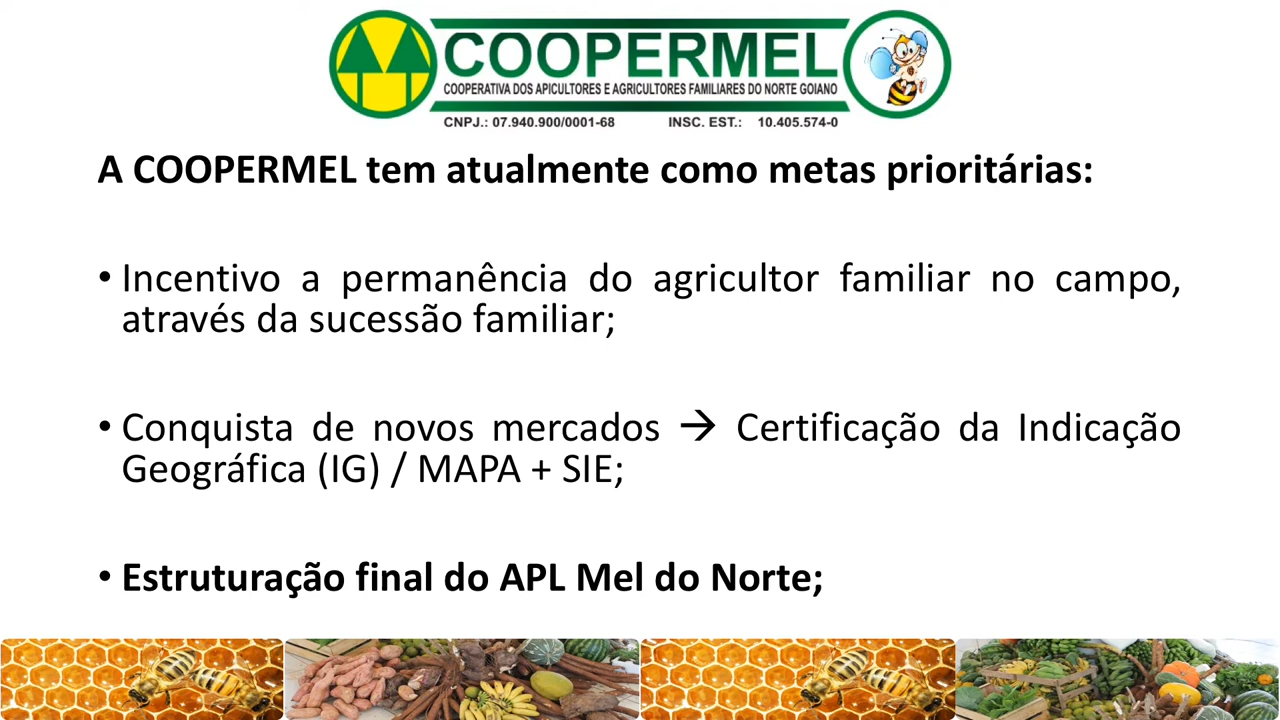 COOPERMEL
COOPERATIVA DOS APICULTORES E AGRICULTORES FAMILIARES DO NORTE GOIANO
CNPJ.: 07.940.900/0001-68 INSC. EST.: 10.405.574-0
A COOPERMEL tem atualmente como metas prioritárias:
• Incentivo a permanência do agricultor familiar no campo,
através da sucessão familiar;
• Conquista de novos mercados → Certificação da Indicação
Geográfica (IG) / MAPA + SIE;
• Estruturação final do APL Mel do Norte;